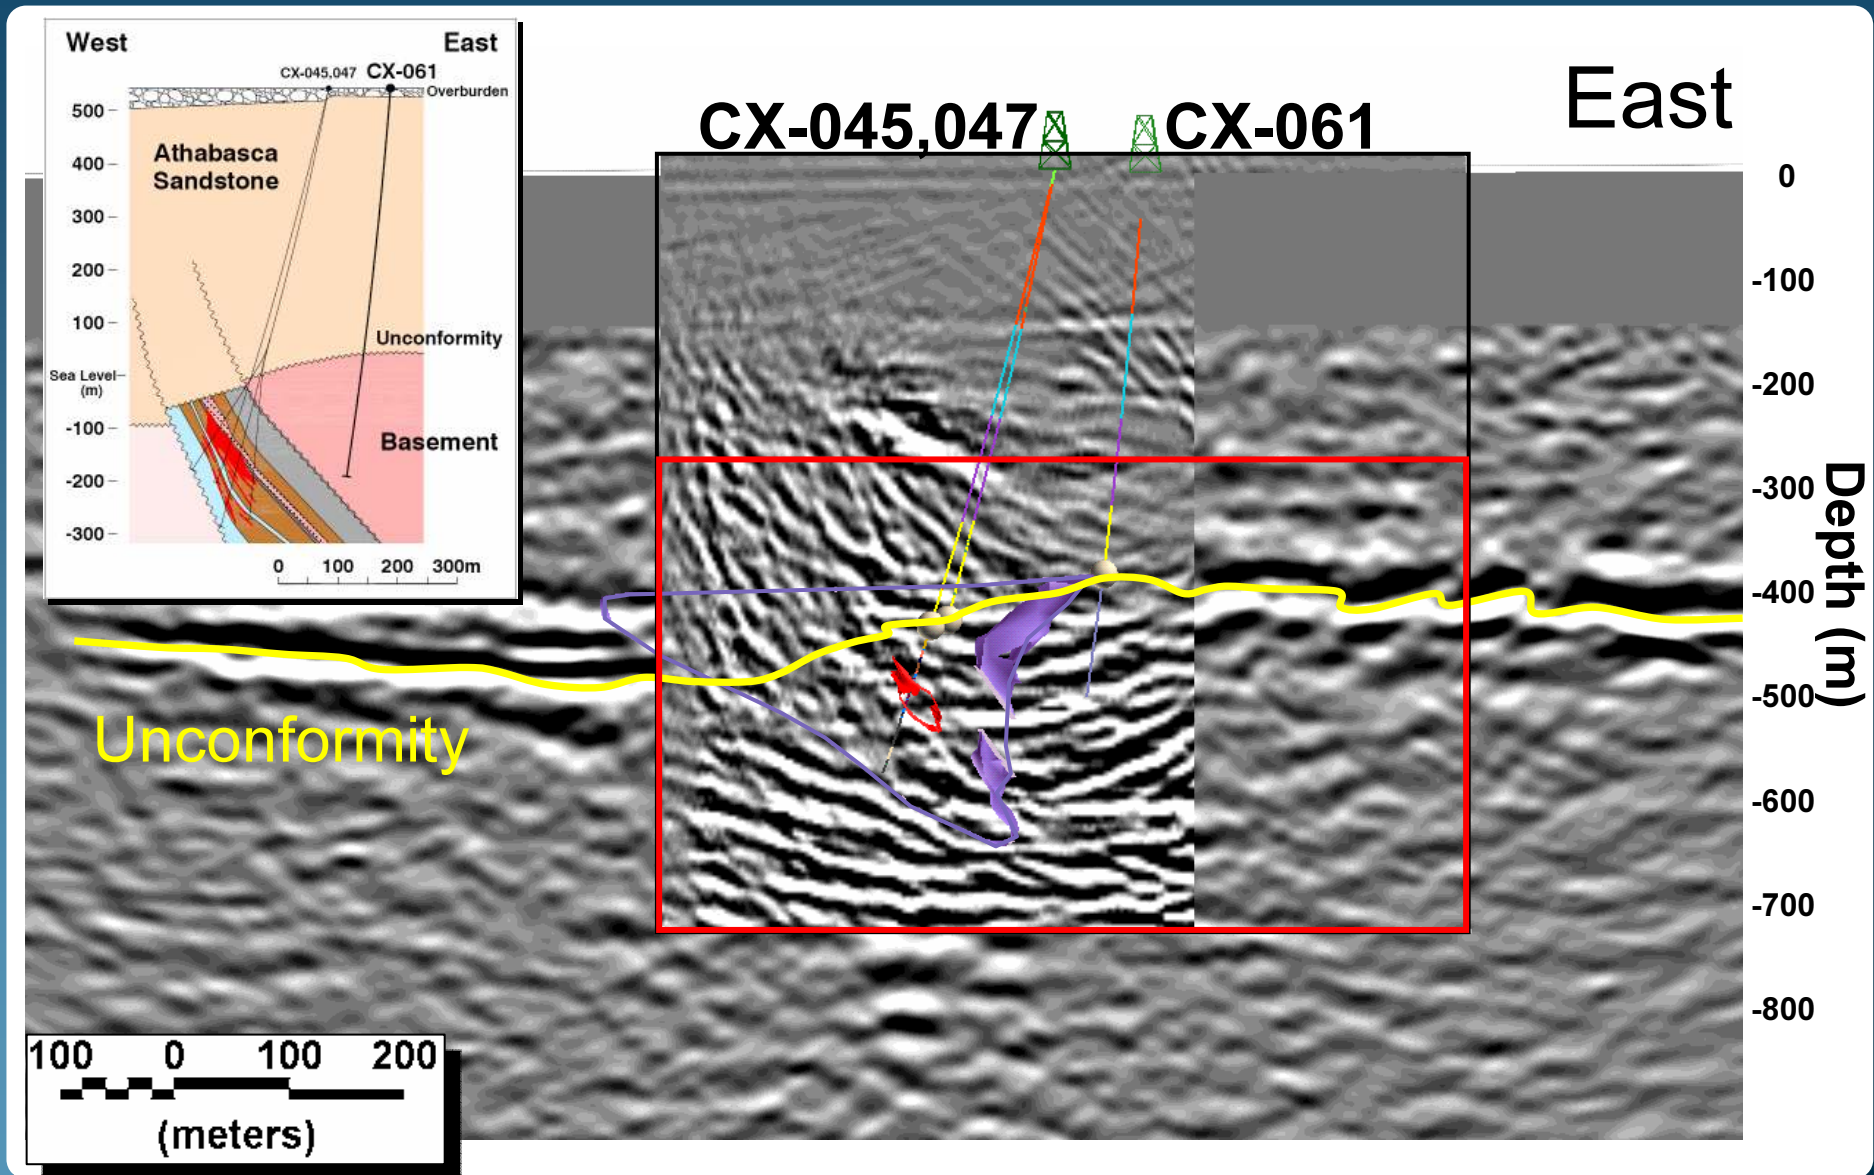 West East
CX-045,047 CX-061
Overburden
500
Athabasca
Sandstone
400
300
200
100
Unconformity
Sea Level
(m)
-100
Basement
-200
-300
0 100 200 300m
CX-045,047 CX-061
East
0
-100
-200
-300
-400
-500
-600
-700
-800
Depth (m)
Unconformity
100 0 100 200
(meters)